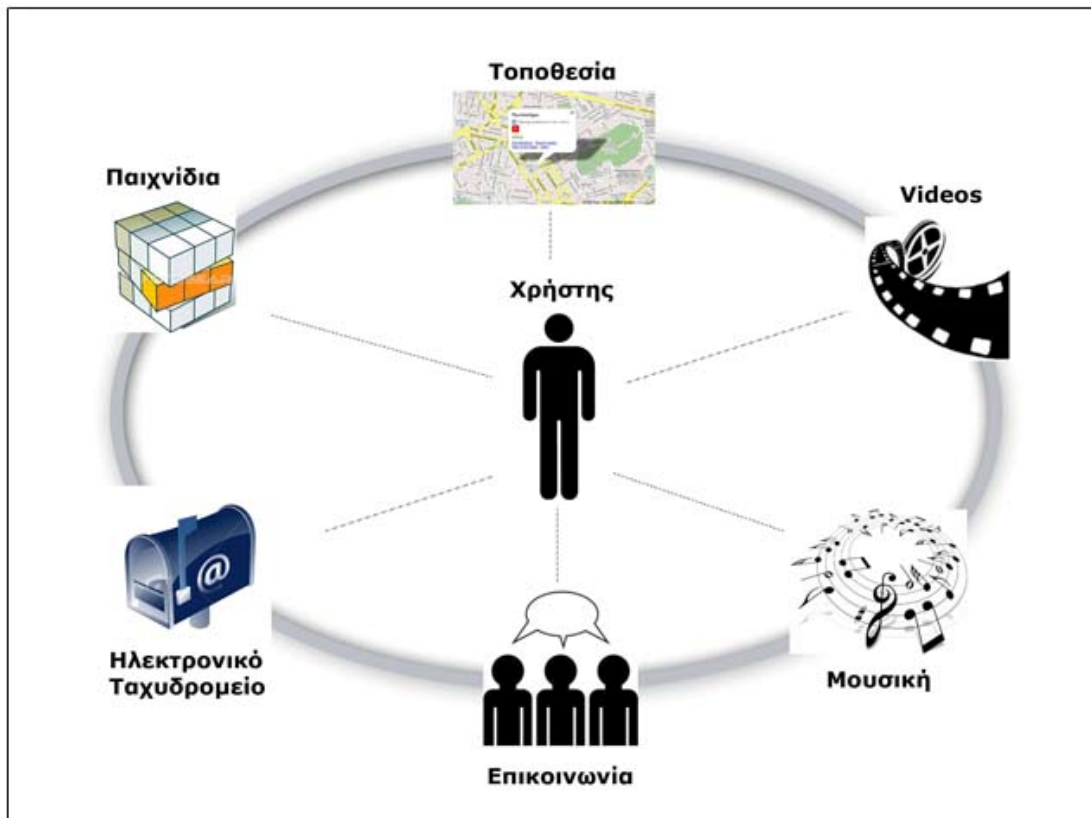 Τοποθεσία
Παιχνίδια
Videos
Χρήστης
@
Ηλεκτρονικό
Ταχυδρομείο
Μουσική
Επικοινωνία